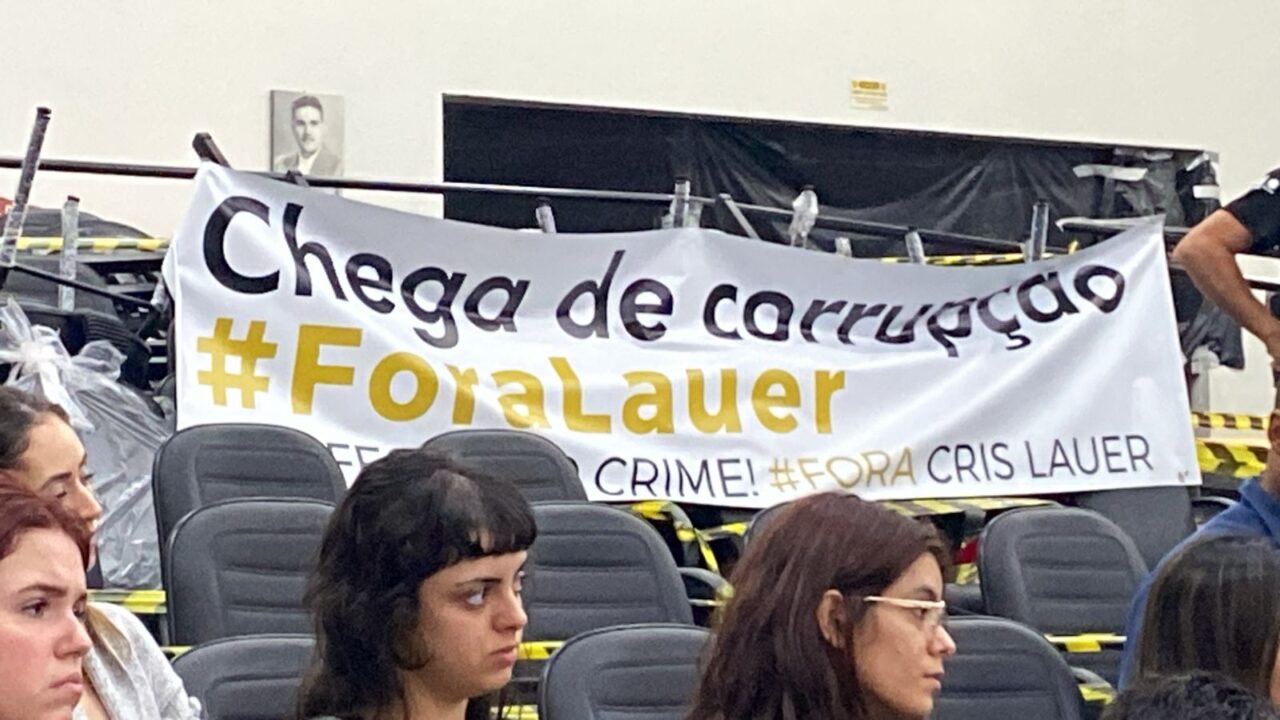 Chega de corrupção
#ForaLauer
CRIME! #FORA CRIS LAUER